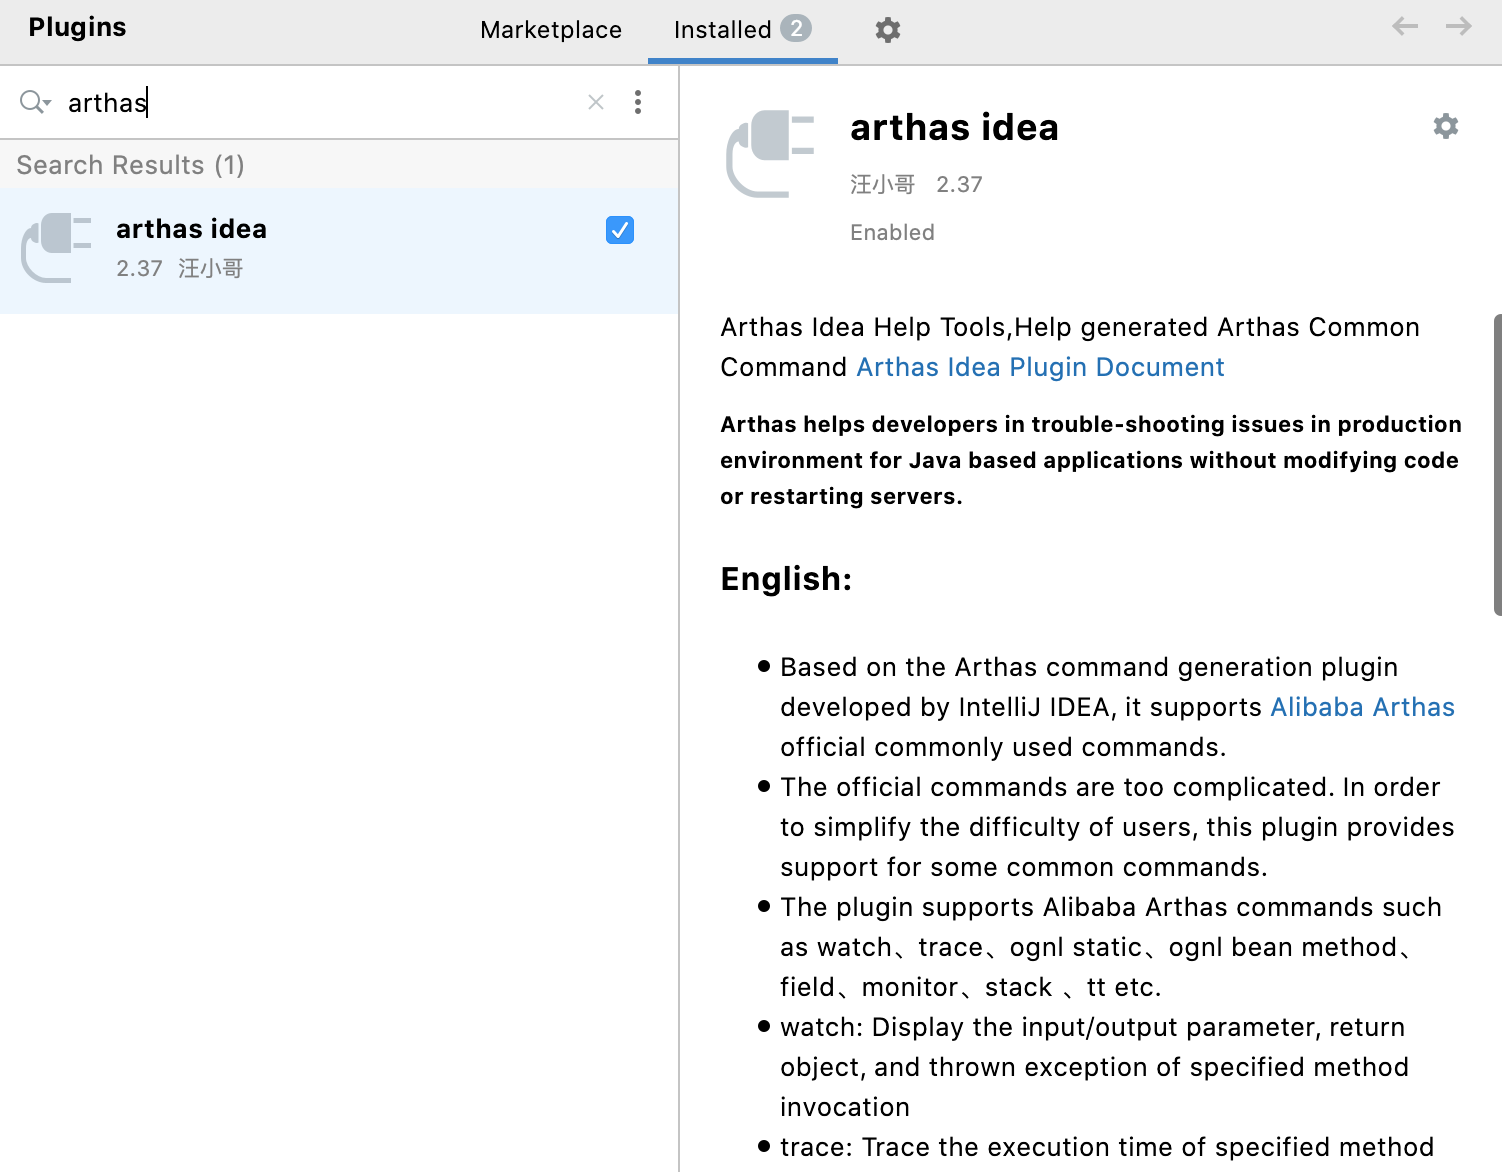 Plugins
Marketplace
Installed 2
arthas
Search Results (1)
arthas idea
2.37 汪小哥
arthas idea
汪小哥 2.37
Enabled
Arthas Idea Help Tools,Help generated Arthas Common
Command Arthas Idea Plugin Document
Arthas helps developers in trouble-shooting issues in production
environment for Java based applications without modifying code
or restarting servers.
English:
Based on the Arthas command generation plugin
developed by IntelliJ IDEA, it supports Alibaba Arthas
official commonly used commands.
The official commands are too complicated. In order
to simplify the difficulty of users, this plugin provides
support for some common commands.
The plugin supports Alibaba Arthas commands such
as watch、trace、ognl static、ognl bean method、
field、monitor、stack 、tt etc.
watch: Display the input/output parameter, return
object, and thrown exception of specified method
invocation
trace: Trace the execution time of specified method